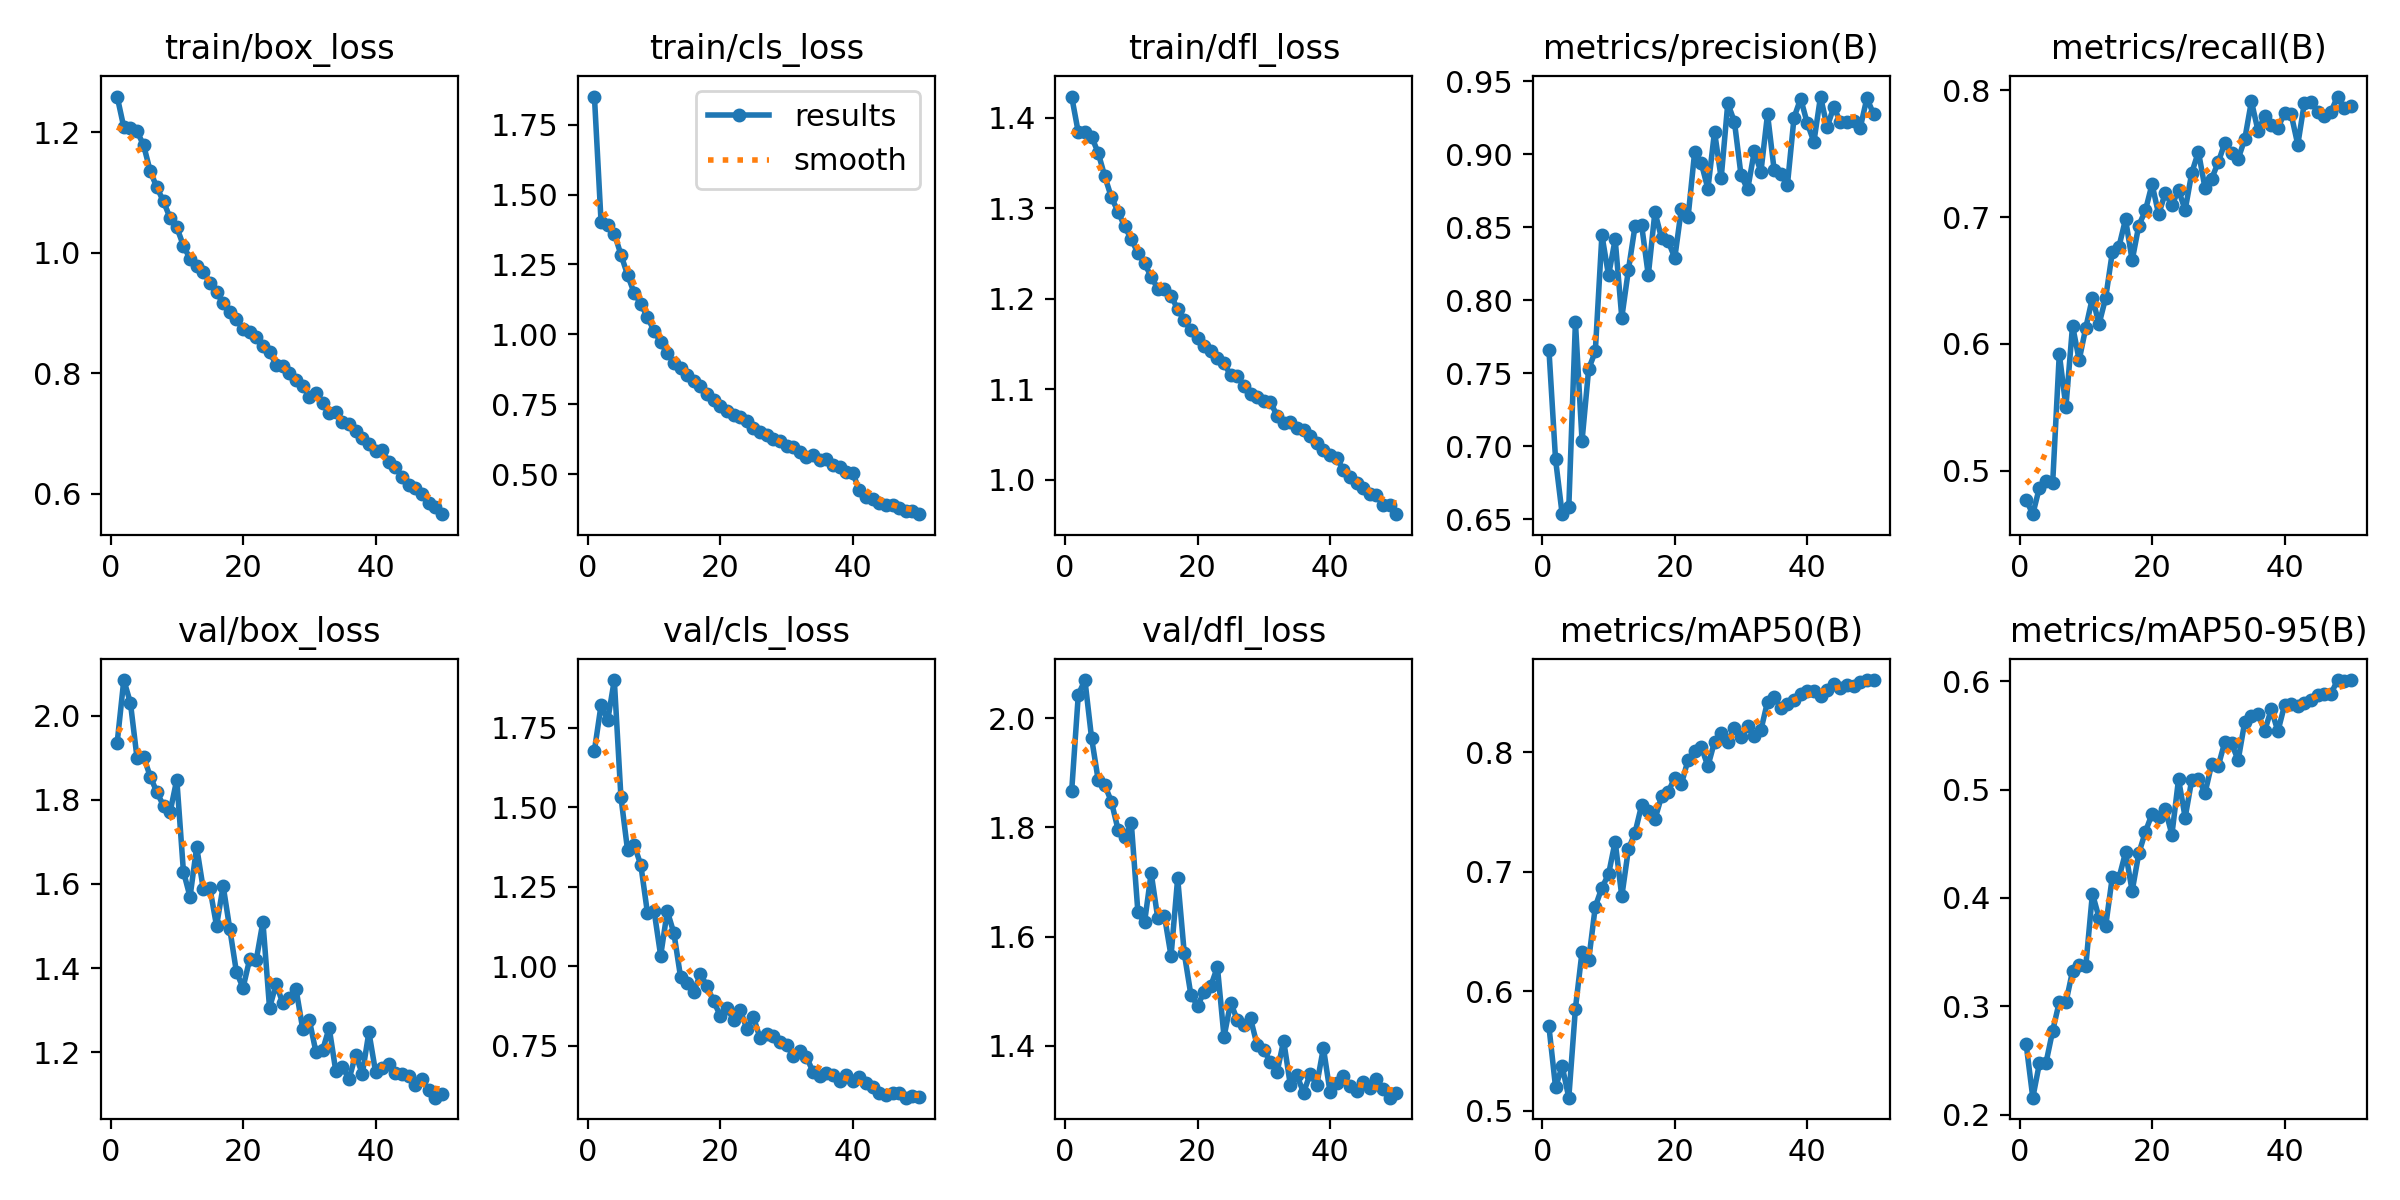 train/box_loss
1.2
1.0
0.8
0.6
0 20 40
train/cls_loss
results
smooth
1.75
1.50
1.25
1.00
0.75
0.50
0 20 40
train/dfl_loss
1.4
1.3
1.2
1.1
1.0
0 20 40
metrics/precision(B)
0.95
0.90
0.85
0.80
0.75
0.70
0.65
0 20 40
metrics/recall(B)
0.8
0.7
0.6
0.5
0 20 40
val/box_loss
2.0
1.8
1.6
1.4
1.2
0 20 40
val/cls_loss
1.75
1.50
1.25
1.00
0.75
0 20 40
val/dfl_loss
2.0
1.8
1.6
1.4
0 20 40
metrics/mAP50(B)
0.8
0.7
0.6
0.5
0 20 40
metrics/mAP50-95(B)
0.6
0.5
0.4
0.3
0.2
0 20 40